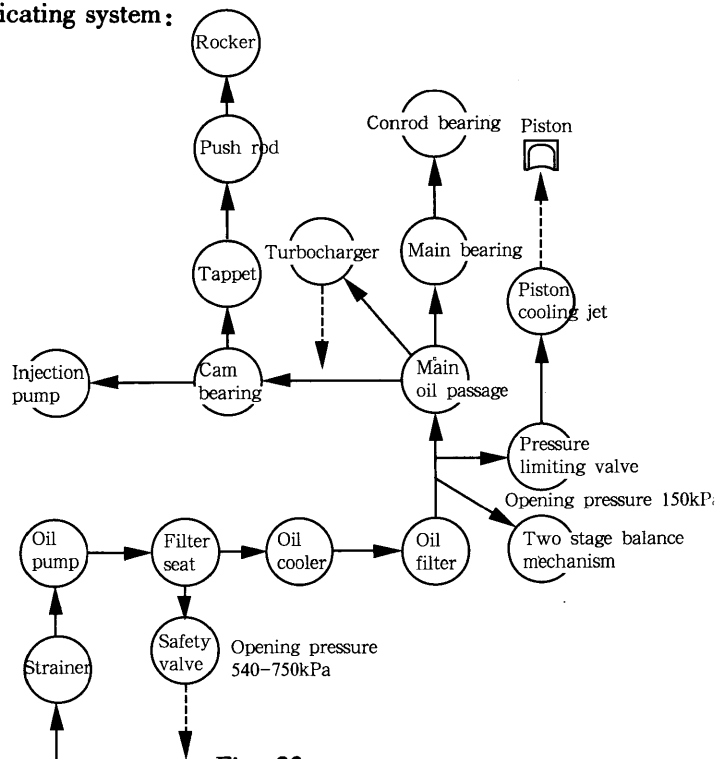 icating system:
Rocker
Push rod
Conrod bearing
Piston
Turbocharger
Main bearing
Tappet
Piston
cooling jet
Injection
pump
Cam
bearing
Main
oil passage
Pressure
limiting valve
Opening pressure 150kPa
Oil
pump
Filter
seat
Oil
cooler
Oil
filter
Two stage balance
mechanism
Strainer
Safety
valve
Opening pressure
540-750kPa